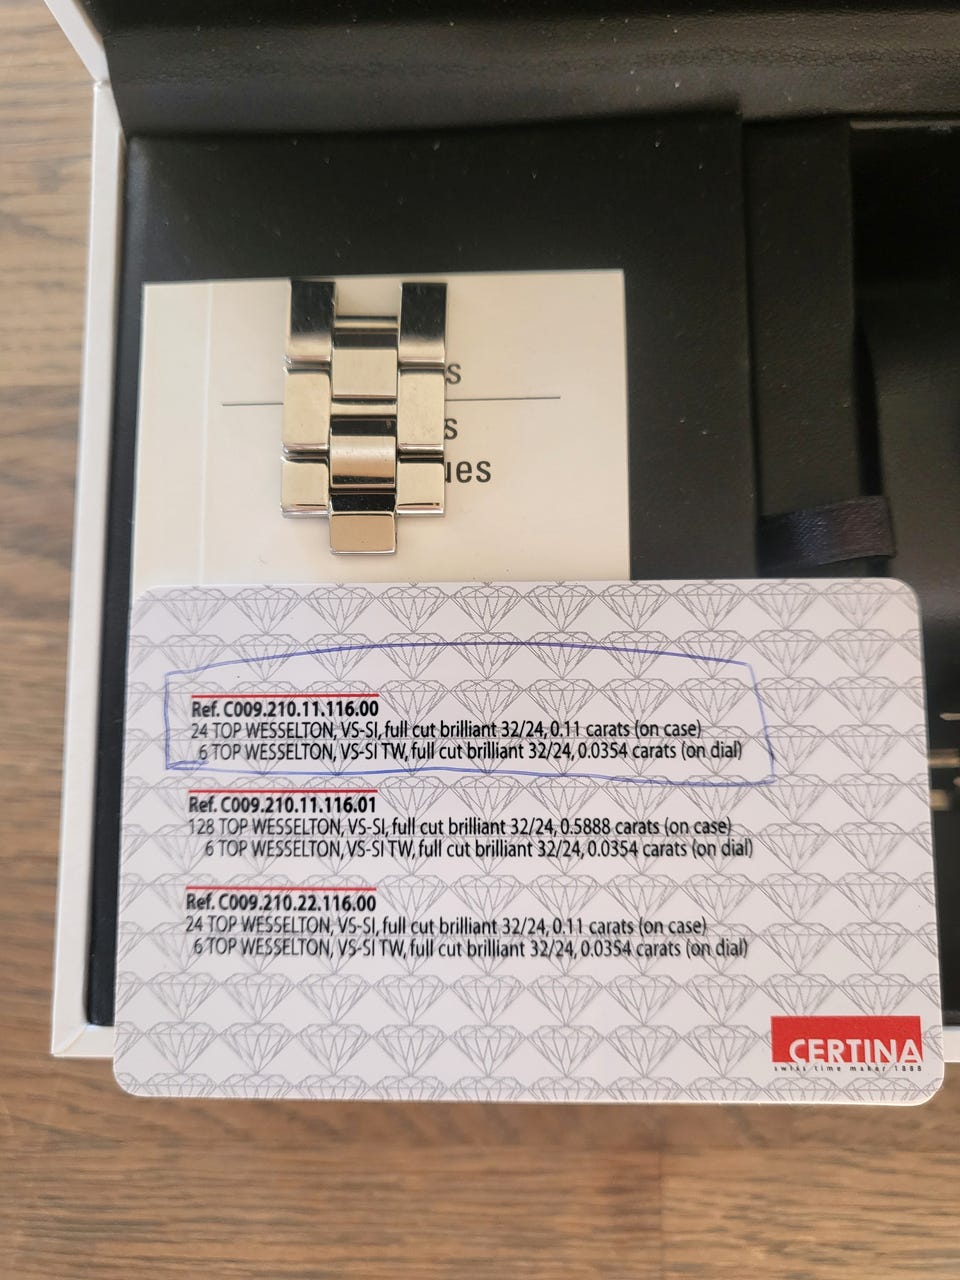 s
s
ues
Ref. C009.210.11.116.00
24 TOP WESSELTON, VS-SI, full cut brilliant 32/24, 0.11 carats (on case)
6 TOP WESSELTON, VS-SI TW, full cut brilliant 32/24, 0.0354 carats (on dial)
Ref. C009.210.11.116.01
128 TOP WESSELTON, VS-SI, full cut brilliant 32/24, 0.5888 carats (on case)
6 TOP WESSELTON, VS-SI TW, full cut brilliant 32/24, 0.0354 carats (on dial)
Ref. C009.210.22.116.00
24 TOP WESSELTON, VS-SI, full cut brilliant 32/24, 0.11 carats (on case)
6 TOP WESSELTON, VS-SI TW, full cut brilliant 32/24, 0.0354 carats (on dial)
CERTINA
swiss time maker 1888